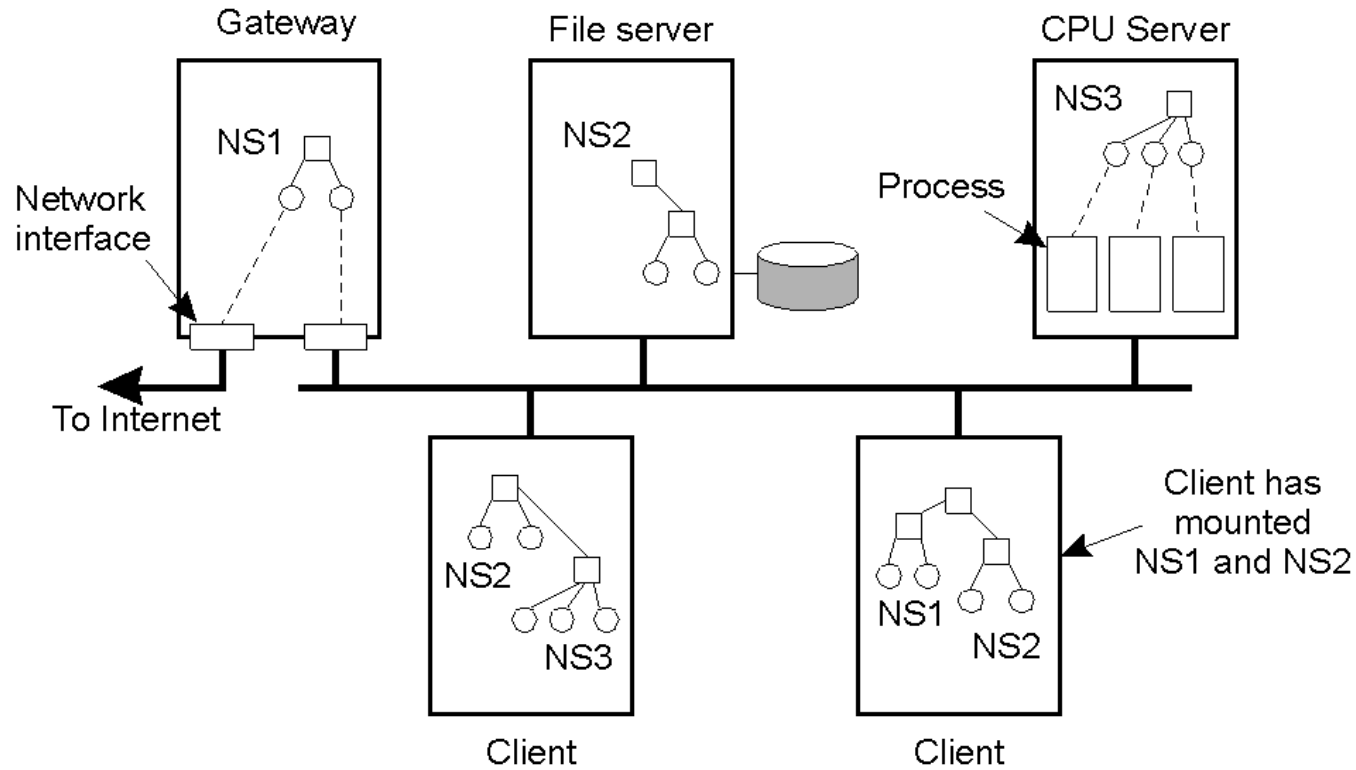 Gateway
File server
CPU Server
NS1
NS2
NS3
Network
interface
Process
To Internet
NS2
NS3
NS1
NS2
Client has
mounted
NS1 and NS2
Client
Client